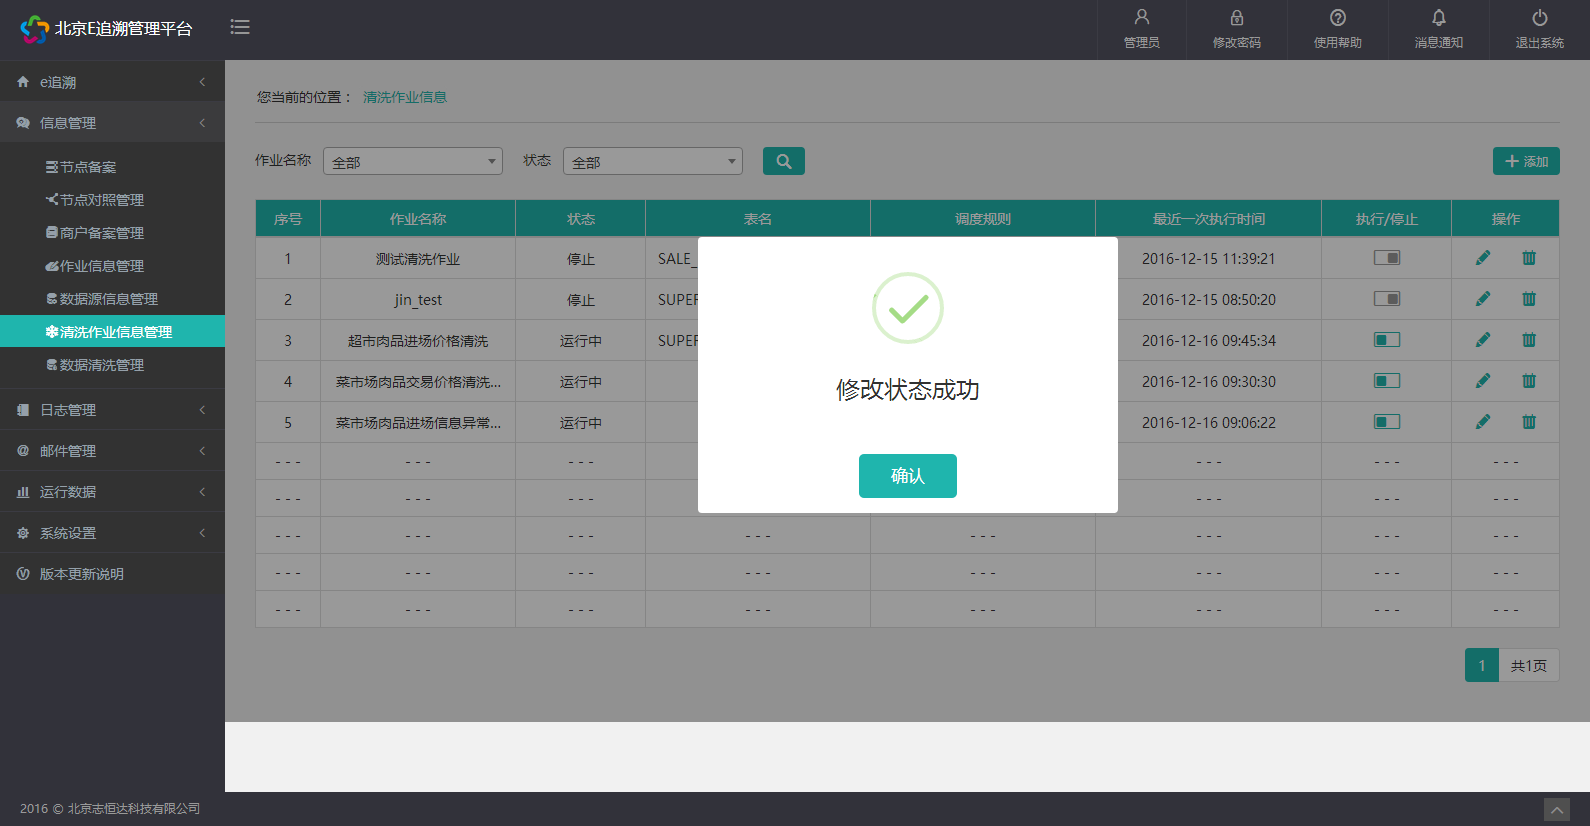 北京E追溯管理平台
管理员 修改密码 使用帮助 消息通知 退出系统
e追溯
信息管理
节点备案
节点对照管理
商户备案管理
作业信息管理
数据源信息管理
清洗作业信息管理
数据清洗管理
日志管理
邮件管理
运行数据
系统设置
版本更新说明
您当前的位置： 清洗作业信息
作业名称 全部 状态 全部 添加
序号 作业名称 状态 表名 调度规则 最近一次执行时间 执行/停止 操作
1 测试清洗作业 停止 SALE_ 2016-12-15 11:39:21
2 jin_test 停止 SUPER 2016-12-15 08:50:20
3 超市肉品进场价格清洗 运行中 SUPER 2016-12-16 09:45:34
4 菜市场肉品交易价格清洗... 运行中 2016-12-16 09:30:30
5 菜市场肉品进场信息异常... 运行中 2016-12-16 09:06:22
- - - - - - - - - - - - - - - - - -
- - - - - - - - - - - - - - - - - -
- - - - - - - - - - - - - - - - - - - - - - - -
- - - - - - - - - - - - - - - - - - - - - - - -
- - - - - - - - - - - - - - - - - - - - - - - -
修改状态成功
确认
1 共1页
2016 © 北京志恒达科技有限公司